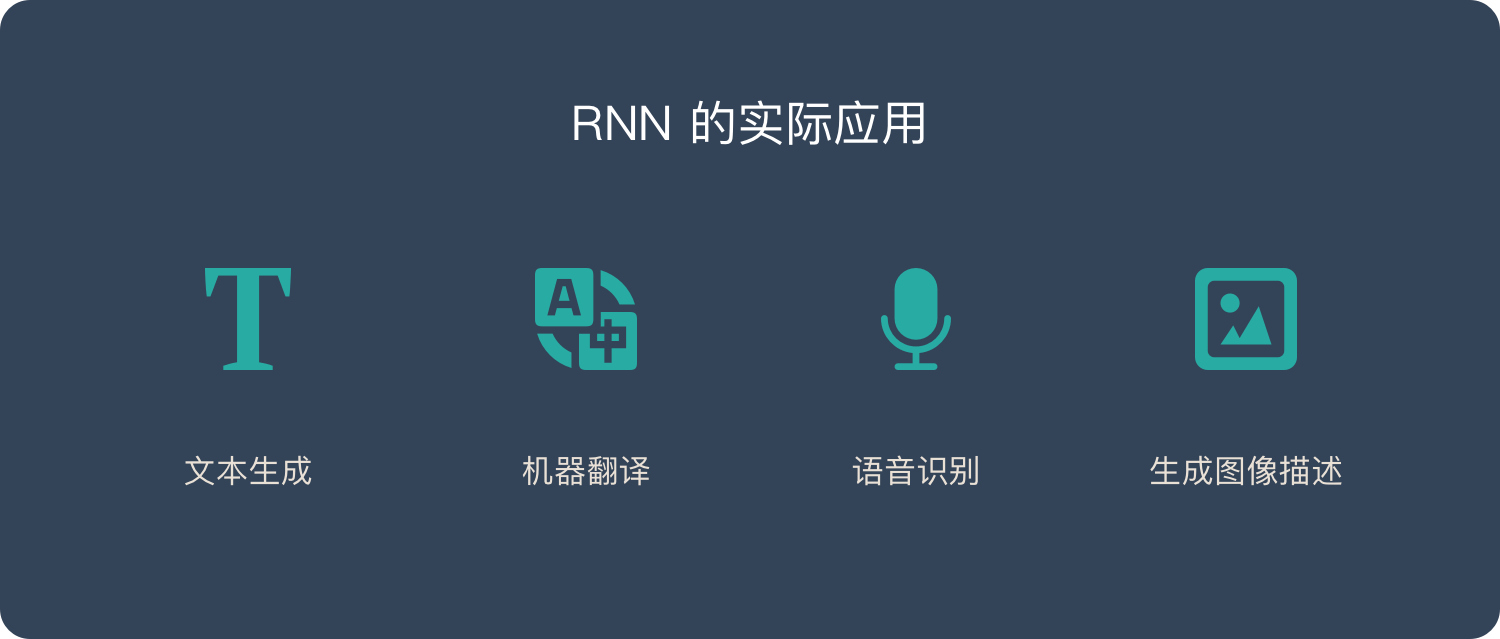 RNN 的实际应用
T
A
中
文本生成
机器翻译
语音识别
生成图像描述